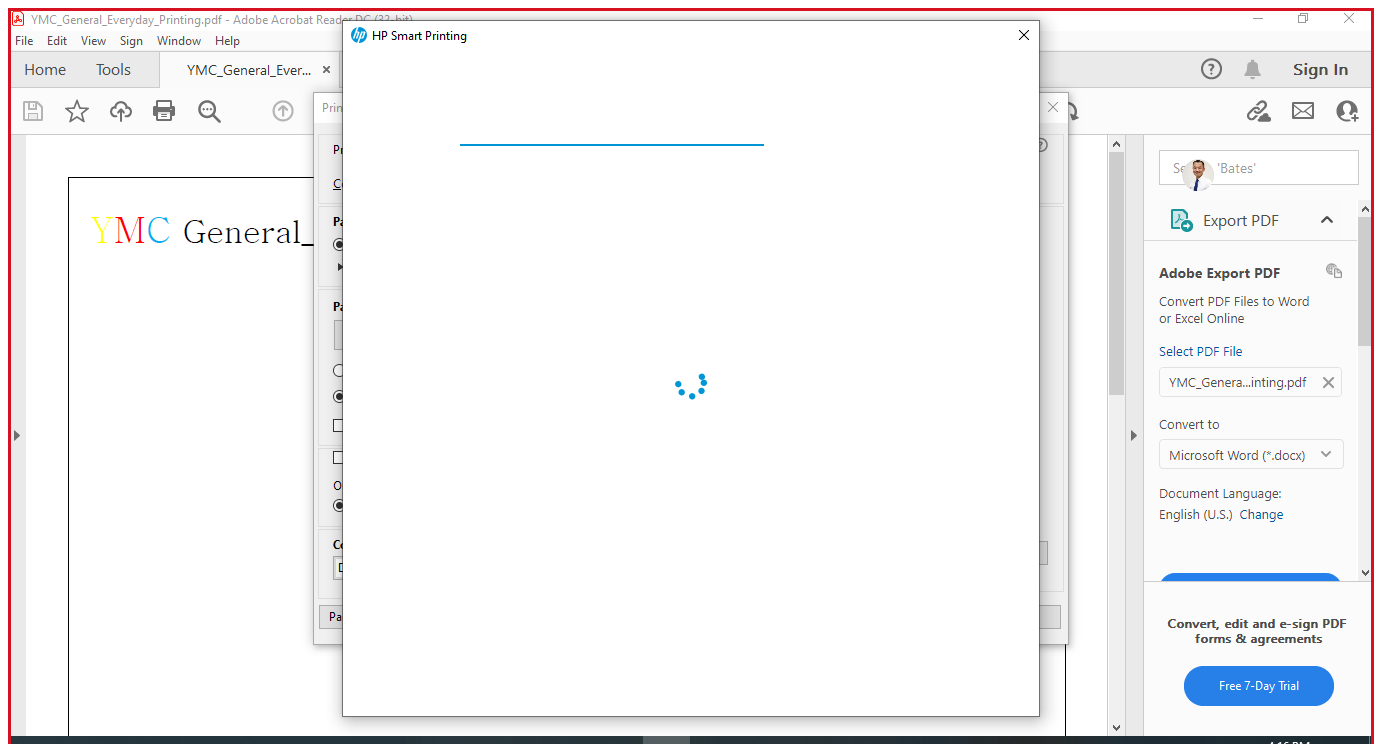 YMC_General_Everyday_Printing.pdf - Adobe Acrobat Reader DC (32-bit)
File Edit View Sign Window Help
Home Tools YMC_General_Ever... Sign In
hp HP Smart Printing
YMC General_
Export PDF
Adobe Export PDF
Convert PDF Files to Word
or Excel Online
Select PDF File
YMC_Genera...inting.pdf
Convert to
Microsoft Word (*.docx)
Document Language:
English (U.S.) Change
Convert, edit and e-sign PDF
forms & agreements
Free 7-Day Trial
'Bates'